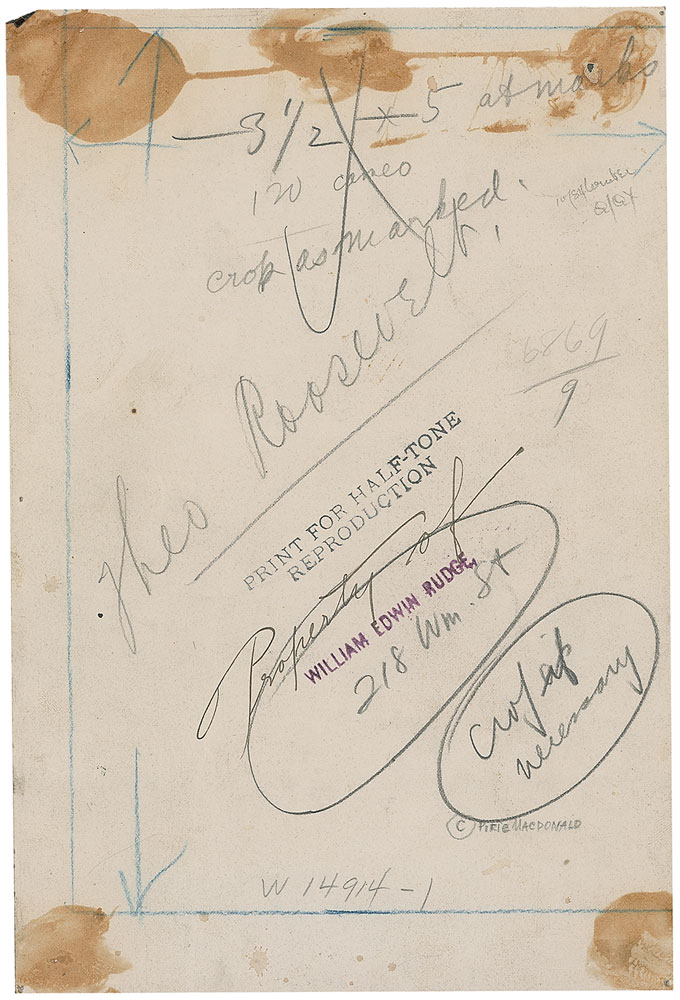 3 1/2 x 5 at marks
120 cameo
crop as marked.
Theo Roosevelt.
6869
9
PRINT FOR HALF-TONE
REPRODUCTION
Property of
WILLIAM EDWIN RUDGE,
218 Wm. St
crop if
necessary
© PIRIE MACDONALD
W 14914-1